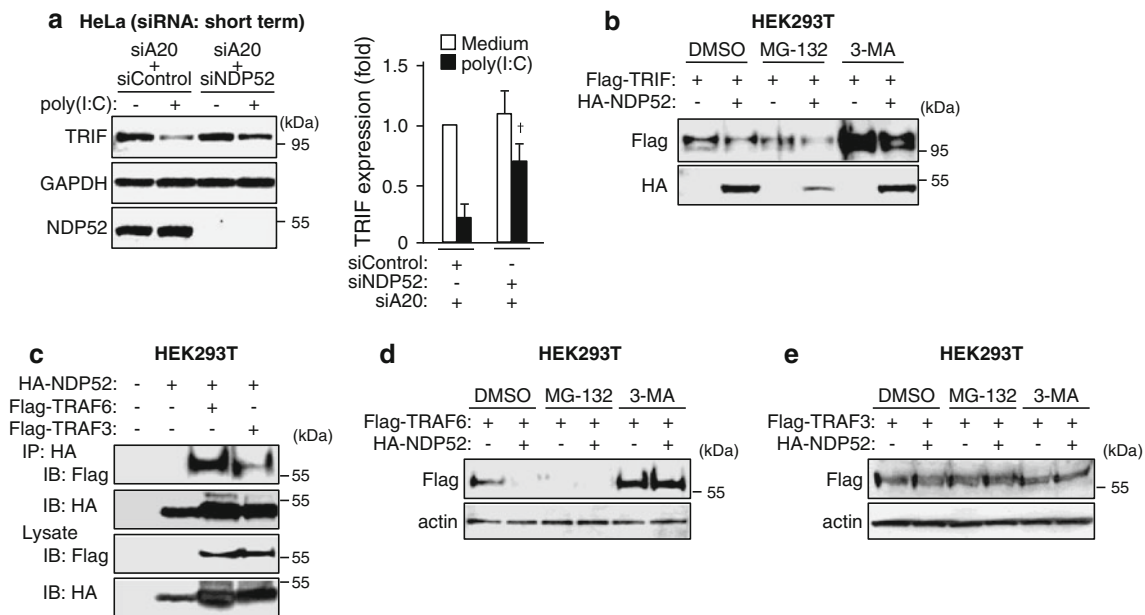 a HeLa (siRNA: short term)
siA20 siA20
+ +
siControl siNDP52
poly(I:C) - + - +
(kDa)
TRIF
95
GAPDH
NDP52
55
Medium
poly(I:C)
TRIF expression (fold)
1.5
1.0
0.5
0
†
siControl: + -
siNDP52: - +
siA20: + +
b HEK293T
DMSO MG-132 3-MA
Flag-TRIF: + + + + + +
HA-NDP52: - + - + - +
(kDa)
Flag
95
HA
55
c HEK293T
HA-NDP52: - + + +
Flag-TRAF6: - - + -
Flag-TRAF3: - - - +
(kDa)
IP: HA
IB: Flag
55
IB: HA
55
Lysate
IB: Flag
55
IB: HA
55
d HEK293T
DMSO MG-132 3-MA
Flag-TRAF6: + + + + + +
HA-NDP52: - + - + - +
(kDa)
Flag
55
actin
e HEK293T
DMSO MG-132 3-MA
Flag-TRAF3: + + + + + +
HA-NDP52: - + - + - +
(kDa)
Flag
55
actin